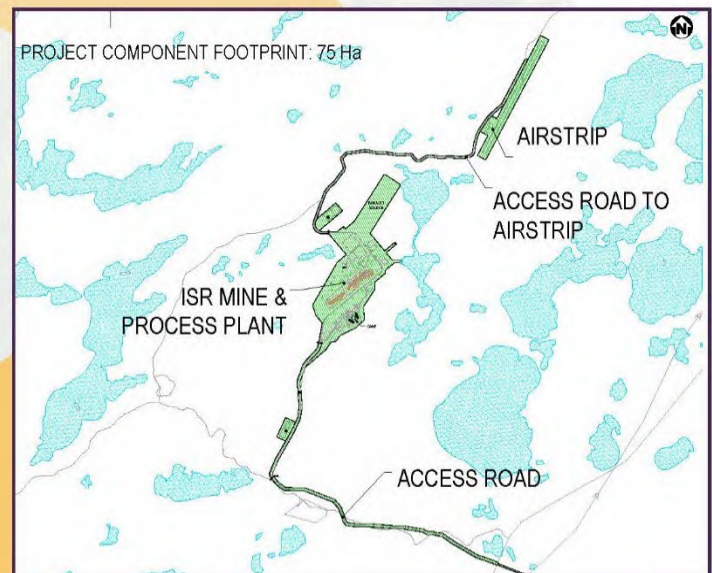 PROJECT COMPONENT FOOTPRINT: 75 Ha
N
AIRSTRIP
ACCESS ROAD TO
AIRSTRIP
ISR MINE &
PROCESS PLANT
ACCESS ROAD